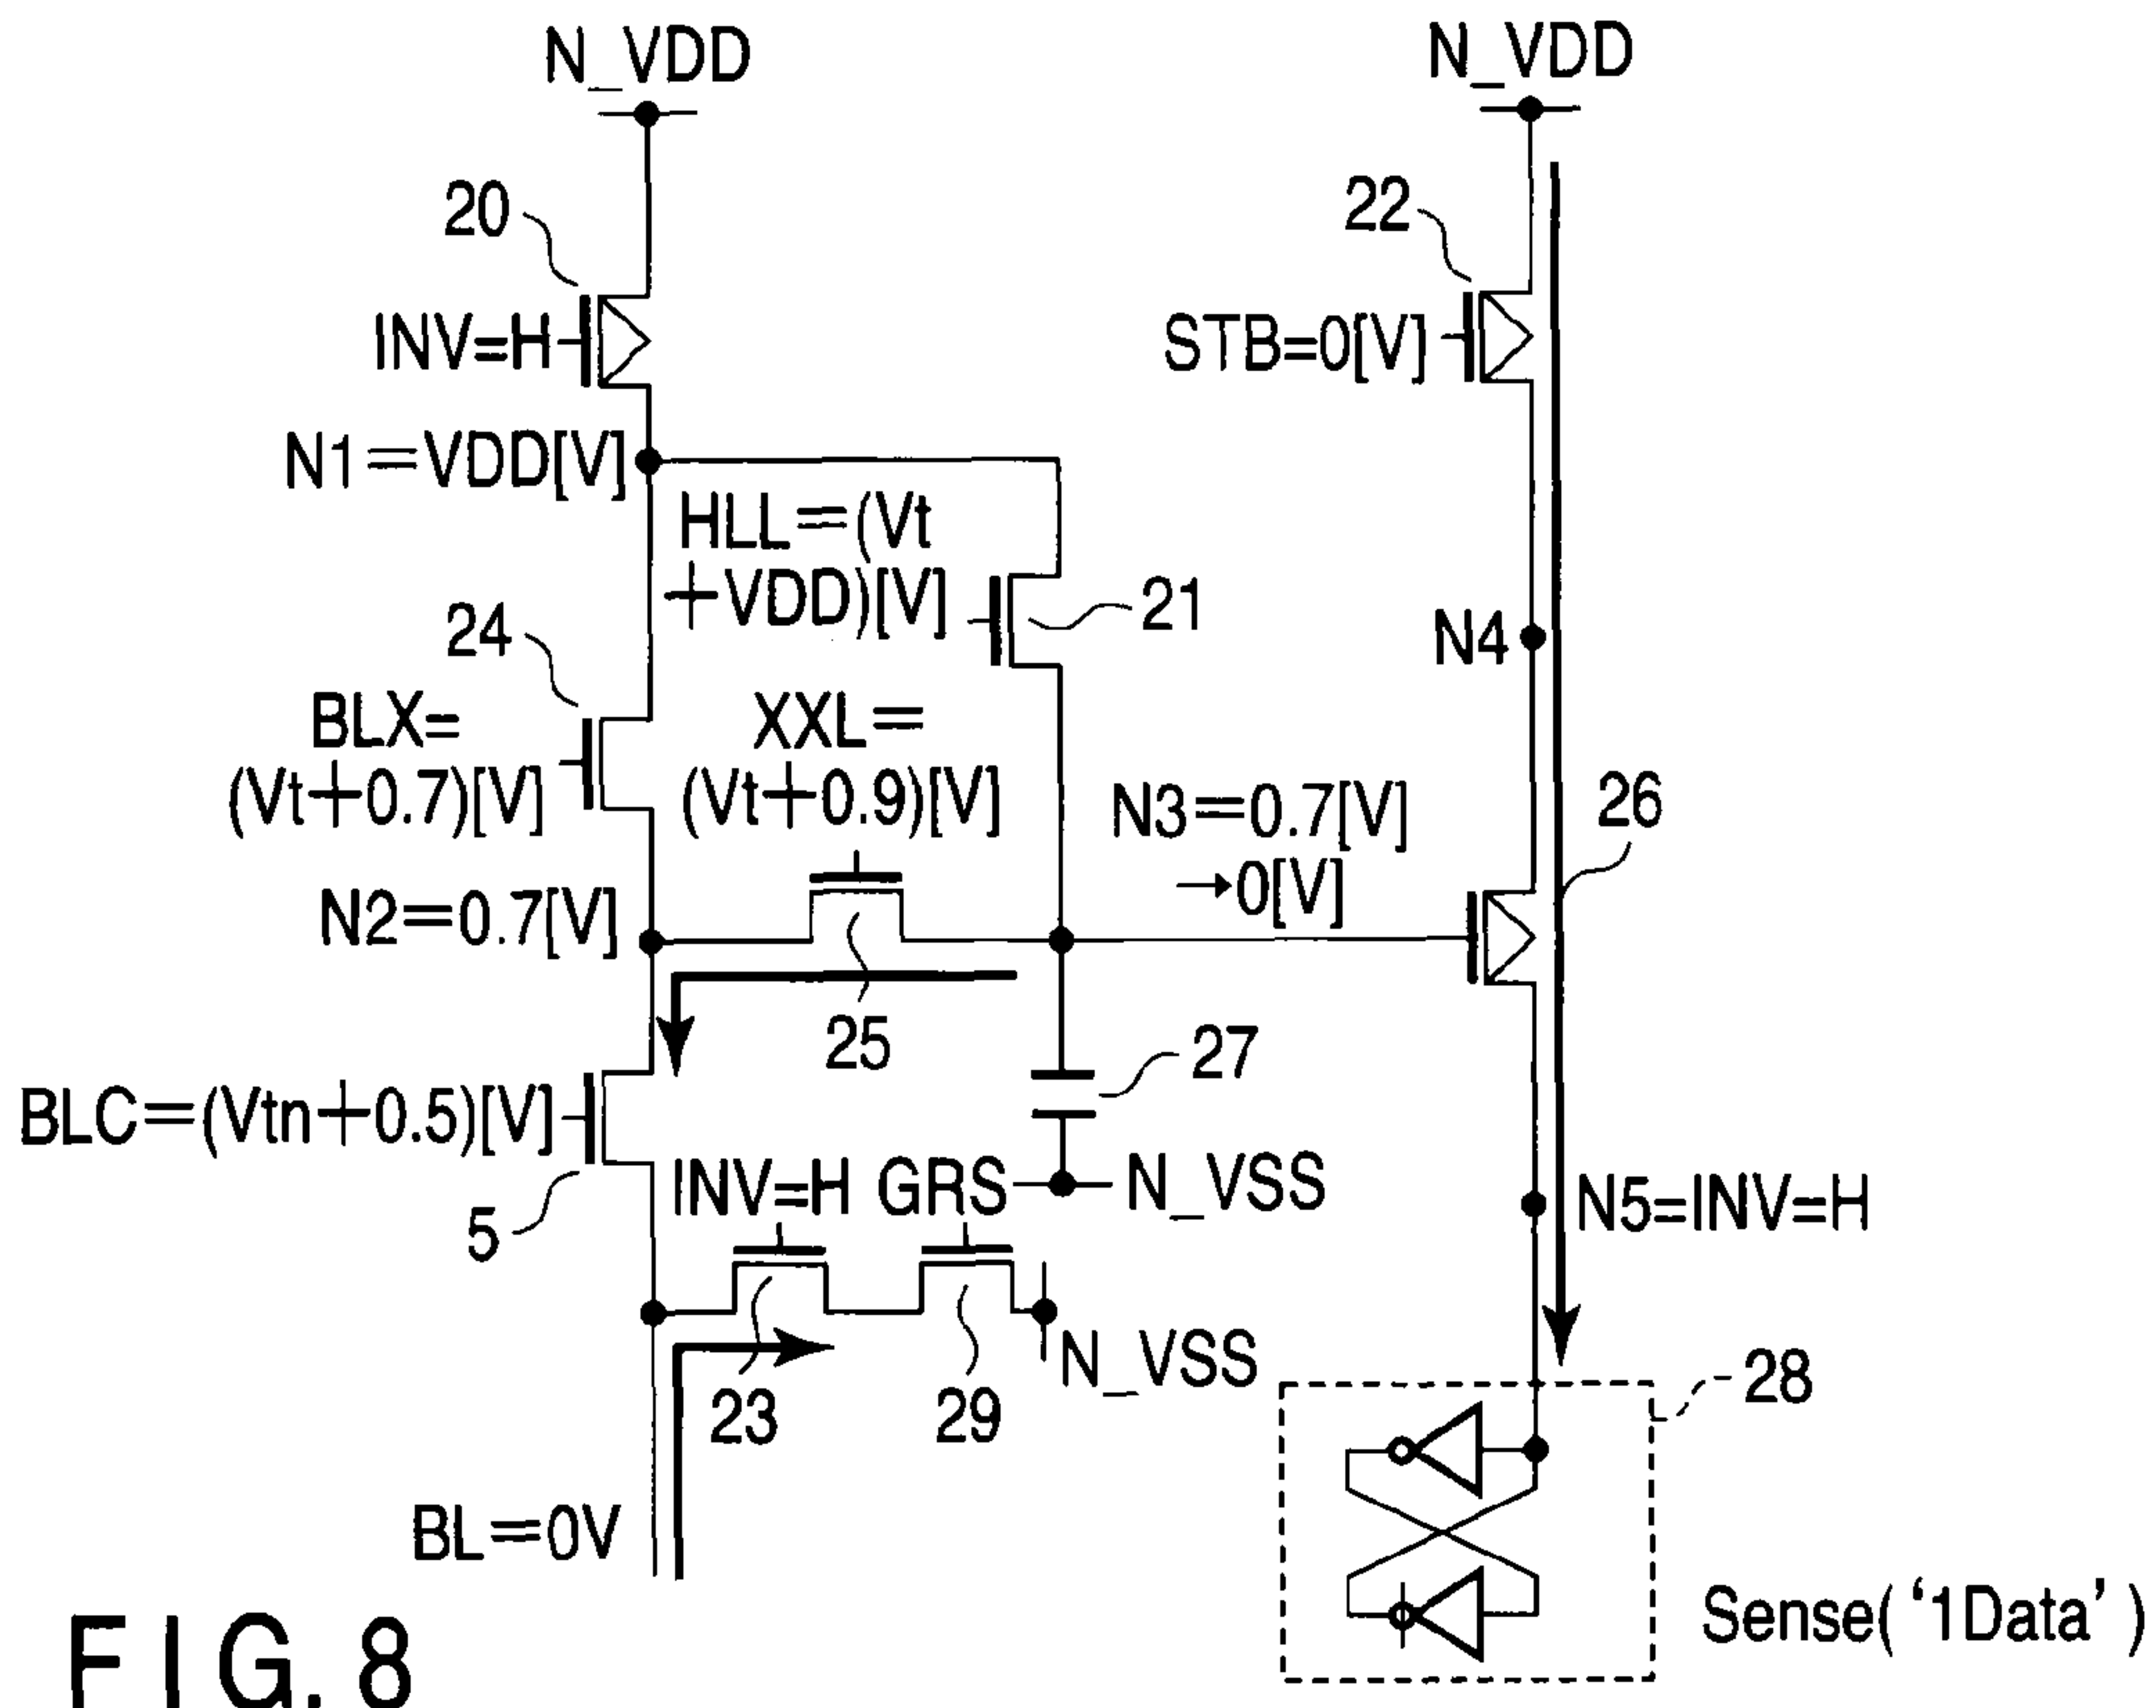 N_VDD
N_VDD
20
22
INV=H
STB=0[V]
N1=VDD[V]
HLL=(Vt
+VDD)[V]
21
24
N4
BLX=
(Vt+0.7)[V]
XXL=
(Vt+0.9)[V]
N3=0.7[V]
→0[V]
26
N2=0.7[V]
25
27
BLC=(Vtn+0.5)[V]
5
INV=H
GRS
N_VSS
N5=INV=H
N_VSS
23
29
28
BL=0V
Sense('1Data')
FIG. 8